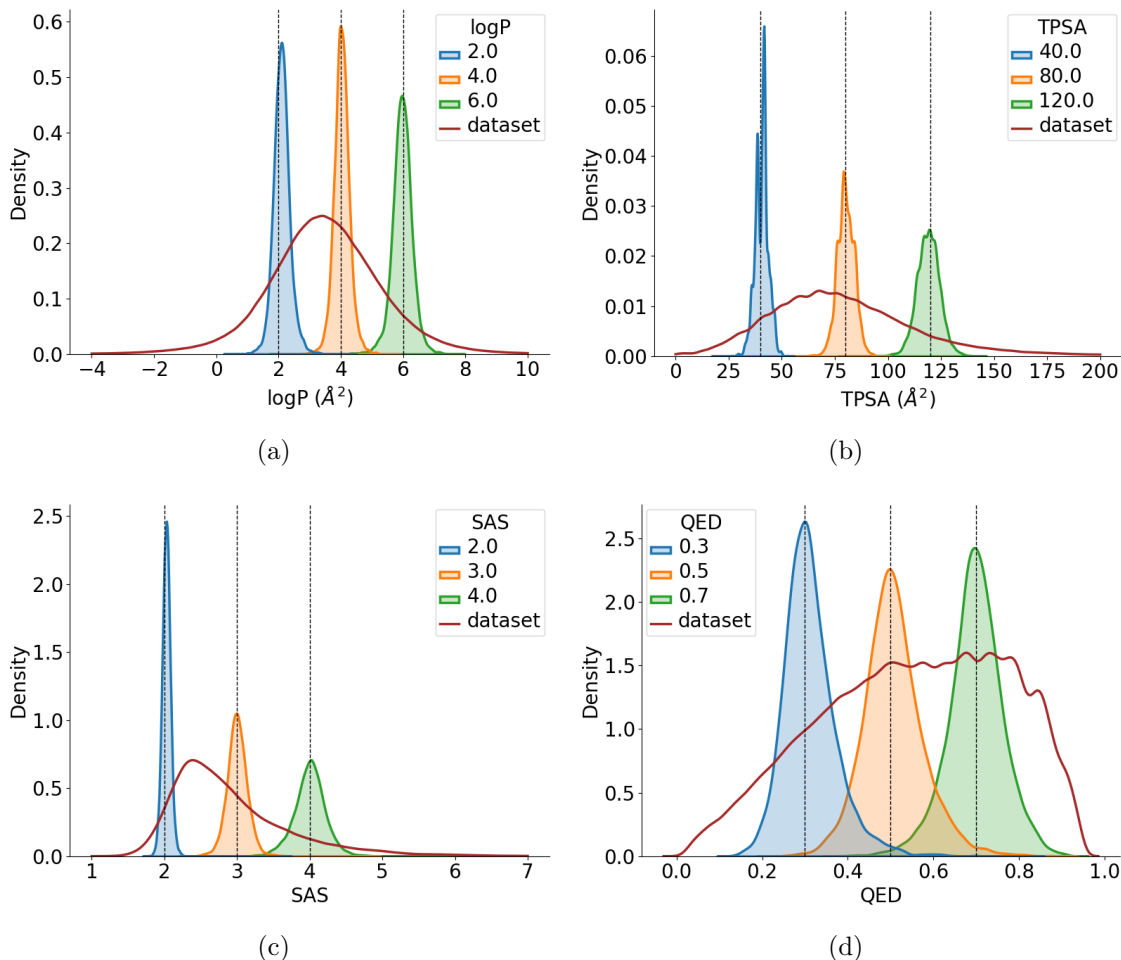 logP
2.0
4.0
6.0
dataset
0.6
0.5
0.4
0.3
0.2
0.1
0.0
Density
−4 −2 0 2 4 6 8 10
logP (Å²)
(a)
TPSA
40.0
80.0
120.0
dataset
0.06
0.05
0.04
0.03
0.02
0.01
0.00
Density
0 25 50 75 100 125 150 175 200
TPSA (Å²)
(b)
SAS
2.0
3.0
4.0
dataset
2.5
2.0
1.5
1.0
0.5
0.0
Density
1 2 3 4 5 6 7
SAS
(c)
QED
0.3
0.5
0.7
dataset
2.5
2.0
1.5
1.0
0.5
0.0
Density
0.0 0.2 0.4 0.6 0.8 1.0
QED
(d)